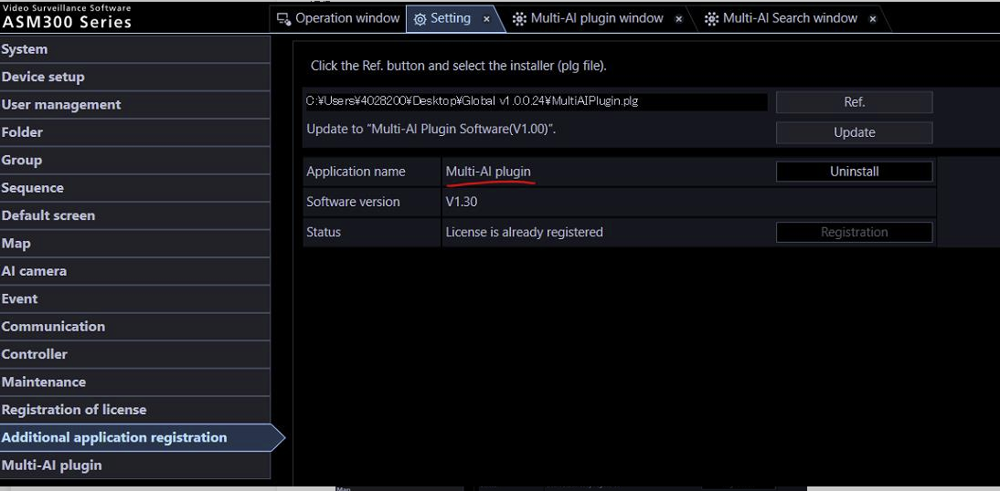 Video Surveillance Software
ASM300 Series
Operation window
Setting ×
Multi-AI plugin window ×
Multi-AI Search window ×
System
Device setup
User management
Folder
Group
Sequence
Default screen
Map
AI camera
Event
Communication
Controller
Maintenance
Registration of license
Additional application registration
Multi-AI plugin
Click the Ref. button and select the installer (plg file).
C:¥Users¥4028200¥Desktop¥Global v1.0.0.24¥MultiAIPlugin.plg
Ref.
Update to “Multi-AI Plugin Software(V1.00)”.
Update
Application name Multi-AI plugin Uninstall
Software version V1.30
Status License is already registered Registration